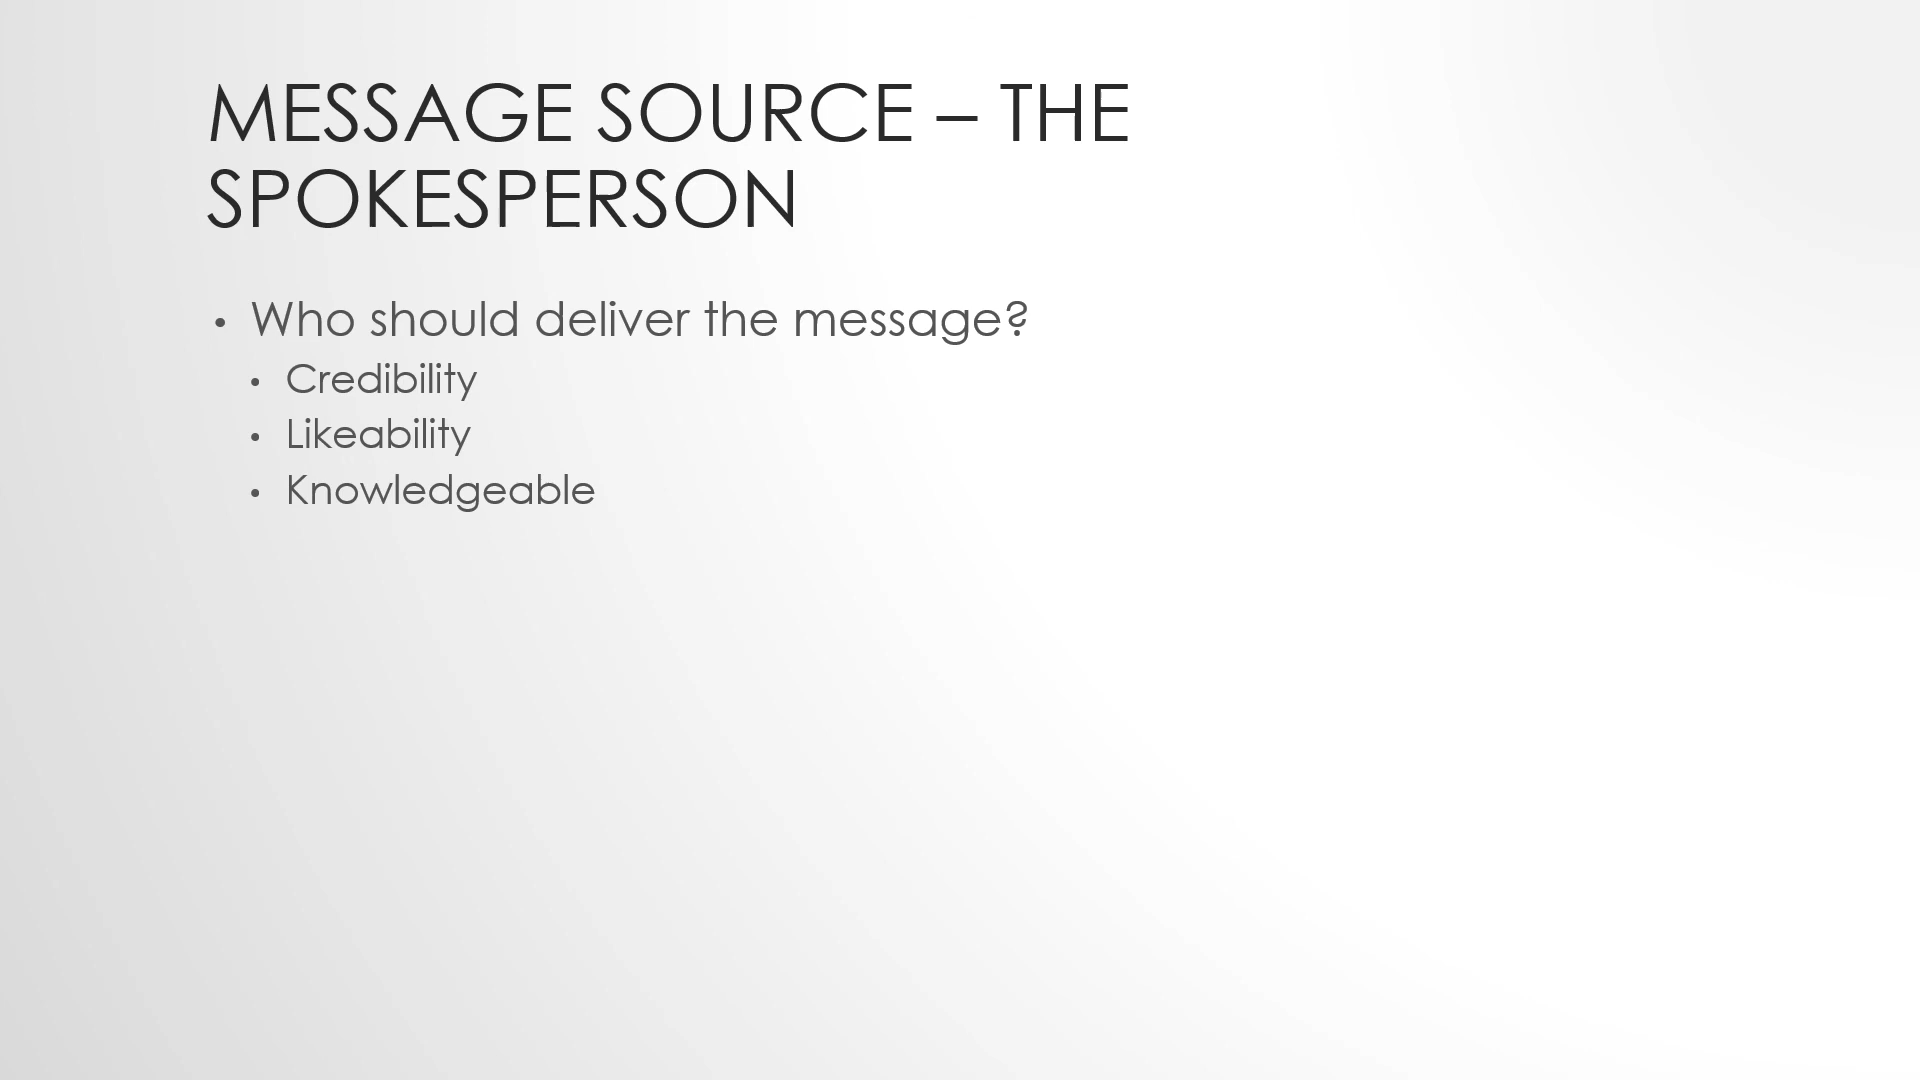 MESSAGE SOURCE – THE
SPOKESPERSON
• Who should deliver the message?
• Credibility
• Likeability
• Knowledgeable